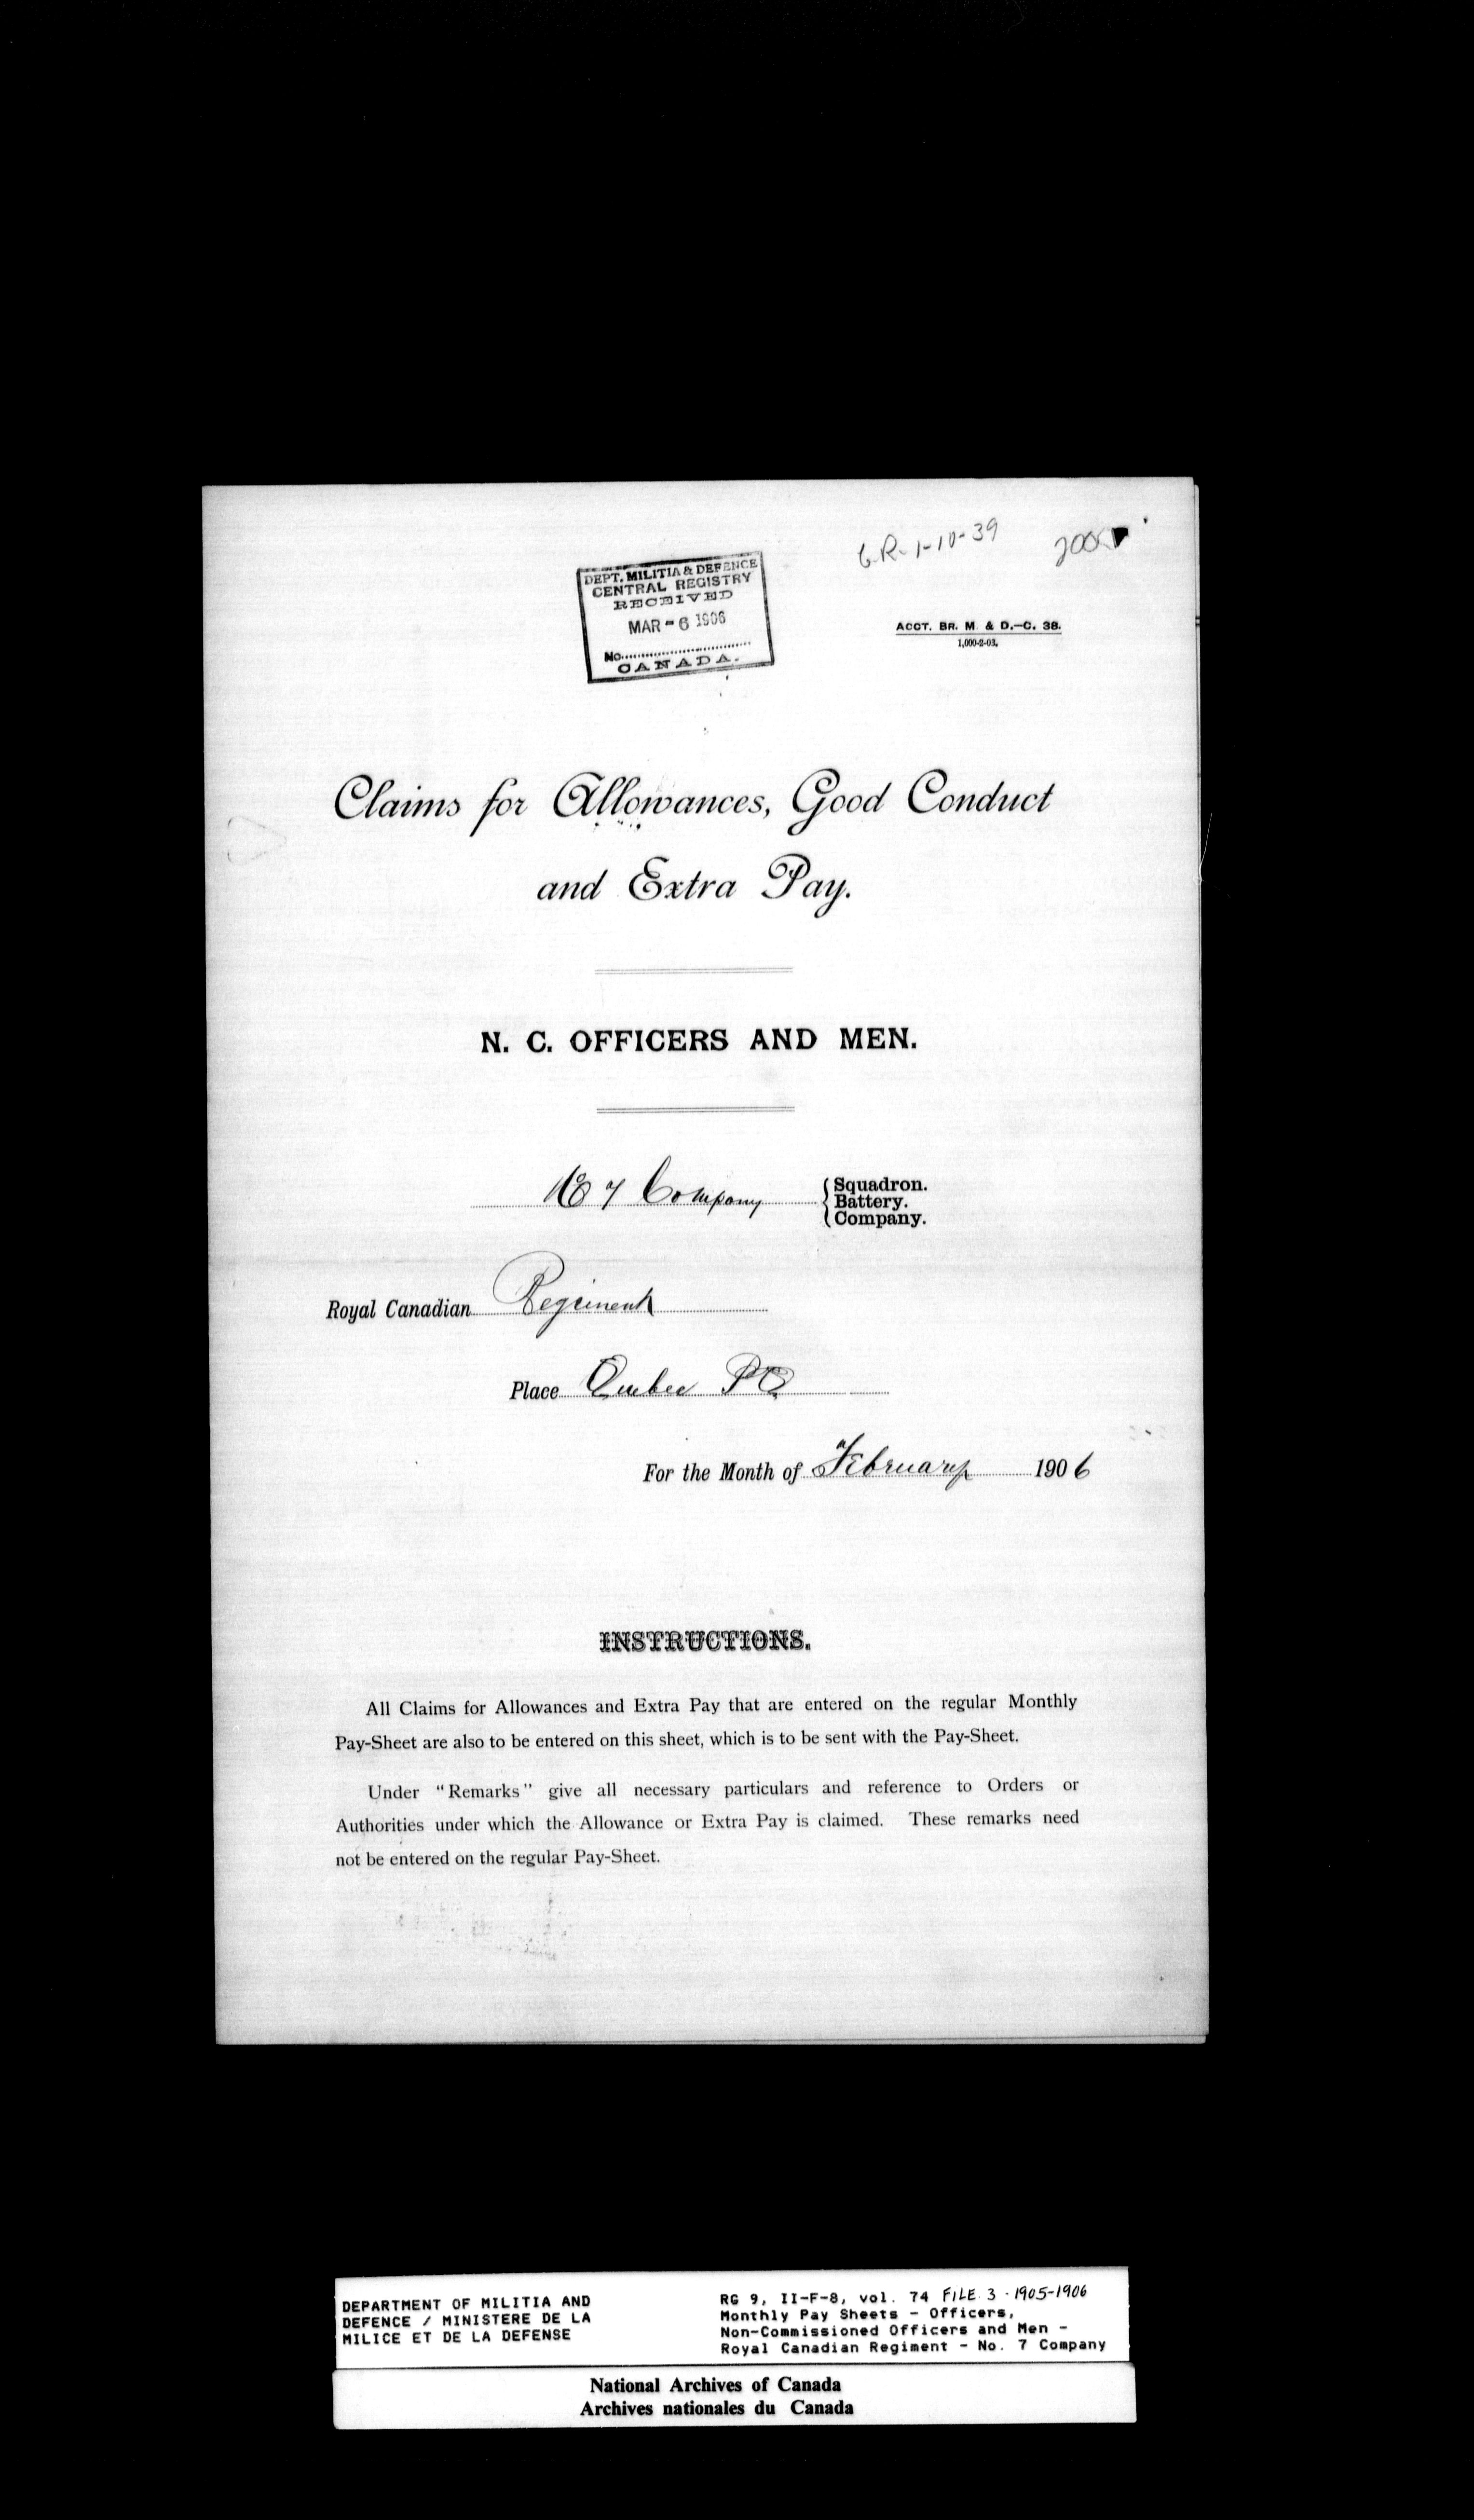 G.R. 1-10-39
DEPT. MILITIA & DEFENCE
CENTRAL REGISTRY
RECEIVED
MAR - 6 1906
No.
CANADA.
ACCT. BR. M. & D.—C. 38.
1,000-2-03.
Claims for Allowances, Good Conduct
and Extra Pay.
N. C. OFFICERS AND MEN.
No 7 Company { Squadron.
Battery.
Company.
Royal Canadian Regiment
Place Quebec PQ
For the Month of February 1906
INSTRUCTIONS.
All Claims for Allowances and Extra Pay that are entered on the regular Monthly
Pay-Sheet are also to be entered on this sheet, which is to be sent with the Pay-Sheet.
Under "Remarks" give all necessary particulars and reference to Orders or
Authorities under which the Allowance or Extra Pay is claimed. These remarks need
not be entered on the regular Pay-Sheet.
DEPARTMENT OF MILITIA AND
DEFENCE / MINISTERE DE LA
MILICE ET DE LA DEFENSE
RG 9, II-F-8, vol. 74 FILE 3 - 1905-1906
Monthly Pay Sheets - Officers,
Non-Commissioned Officers and Men -
Royal Canadian Regiment - No. 7 Company
National Archives of Canada
Archives nationales du Canada